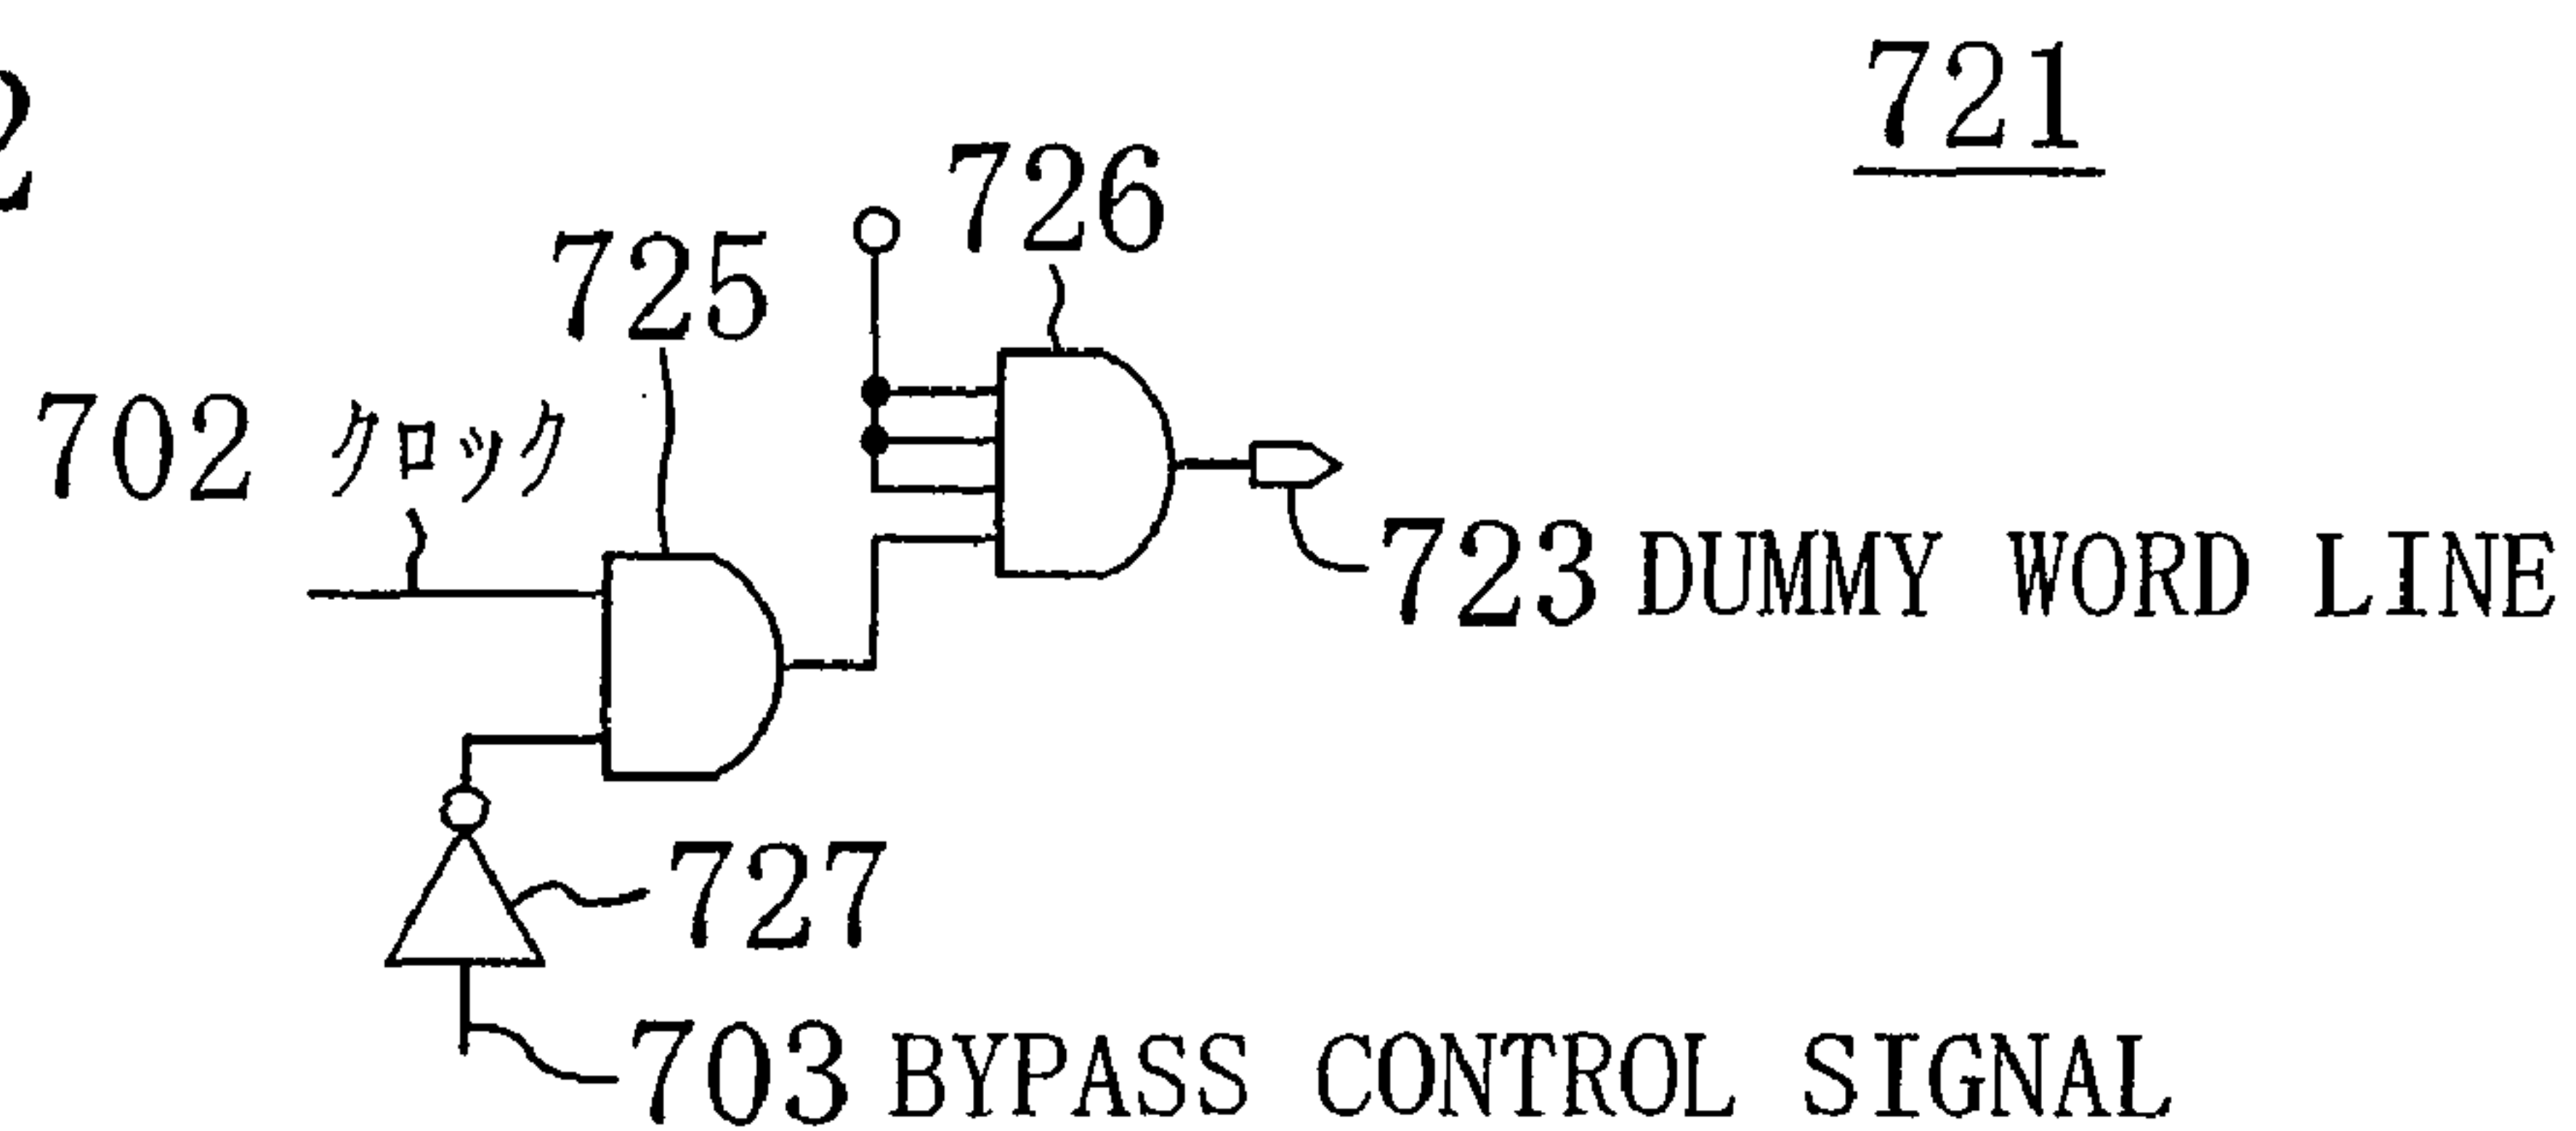 2
721
726
725
702 クロック
723 DUMMY WORD LINE
727
703 BYPASS CONTROL SIGNAL